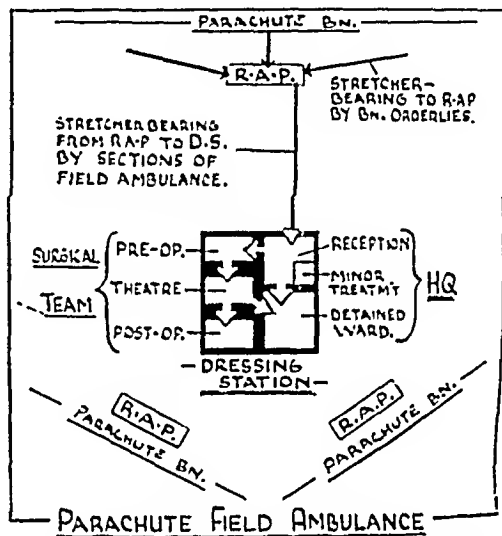 PARACHUTE BN.
R.A.P.
STRETCHER-
BEARING TO R·A·P
BY BN. ORDERLIES.
STRETCHER BEARING
FROM R·A·P TO D.S.
BY SECTIONS OF
FIELD AMBULANCE.
SURGICAL
TEAM
PRE-OP.
THEATRE
POST-OP.
RECEPTION
MINOR
TREATMT
DETAINED
WARD.
HQ
- DRESSING
STATION -
R.A.P.
PARACHUTE BN.
R.A.P.
PARACHUTE BN.
PARACHUTE FIELD AMBULANCE